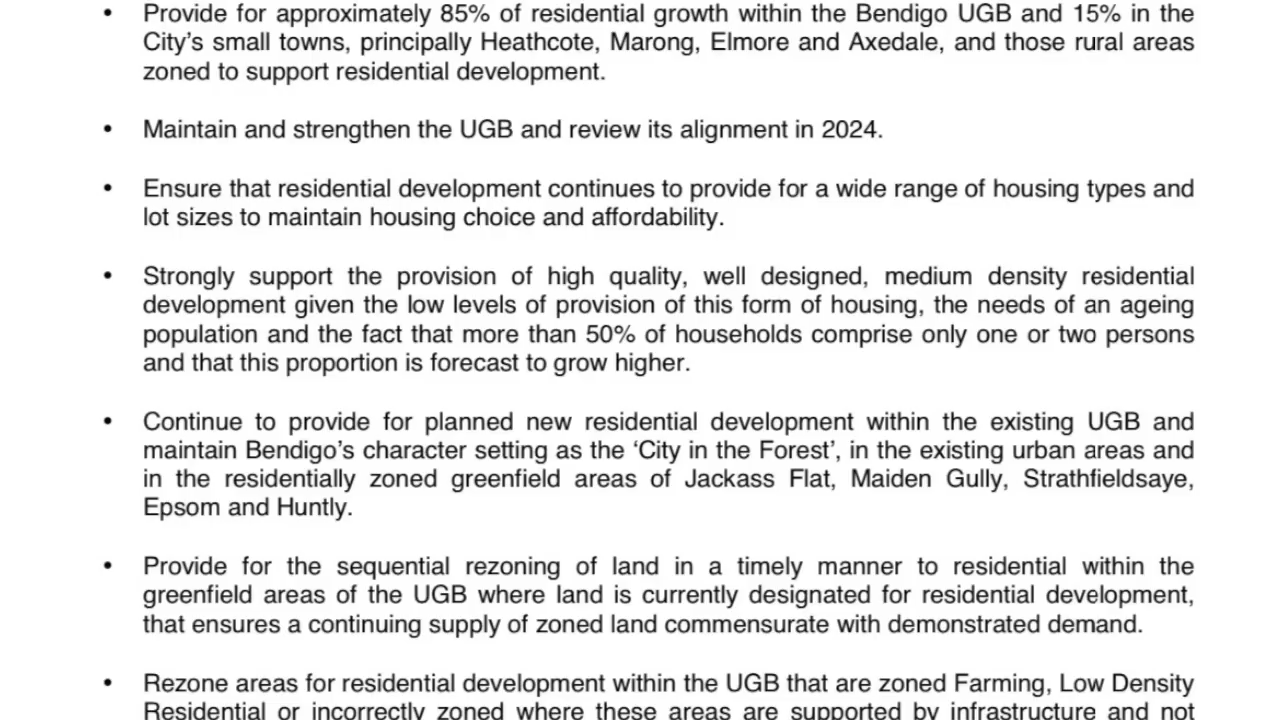 • Provide for approximately 85% of residential growth within the Bendigo UGB and 15% in the
City’s small towns, principally Heathcote, Marong, Elmore and Axedale, and those rural areas
zoned to support residential development.
• Maintain and strengthen the UGB and review its alignment in 2024.
• Ensure that residential development continues to provide for a wide range of housing types and
lot sizes to maintain housing choice and affordability.
• Strongly support the provision of high quality, well designed, medium density residential
development given the low levels of provision of this form of housing, the needs of an ageing
population and the fact that more than 50% of households comprise only one or two persons
and that this proportion is forecast to grow higher.
• Continue to provide for planned new residential development within the existing UGB and
maintain Bendigo’s character setting as the ‘City in the Forest’, in the existing urban areas and
in the residentially zoned greenfield areas of Jackass Flat, Maiden Gully, Strathfieldsaye,
Epsom and Huntly.
• Provide for the sequential rezoning of land in a timely manner to residential within the
greenfield areas of the UGB where land is currently designated for residential development,
that ensures a continuing supply of zoned land commensurate with demonstrated demand.
• Rezone areas for residential development within the UGB that are zoned Farming, Low Density
Residential or incorrectly zoned where these areas are supported by infrastructure and not